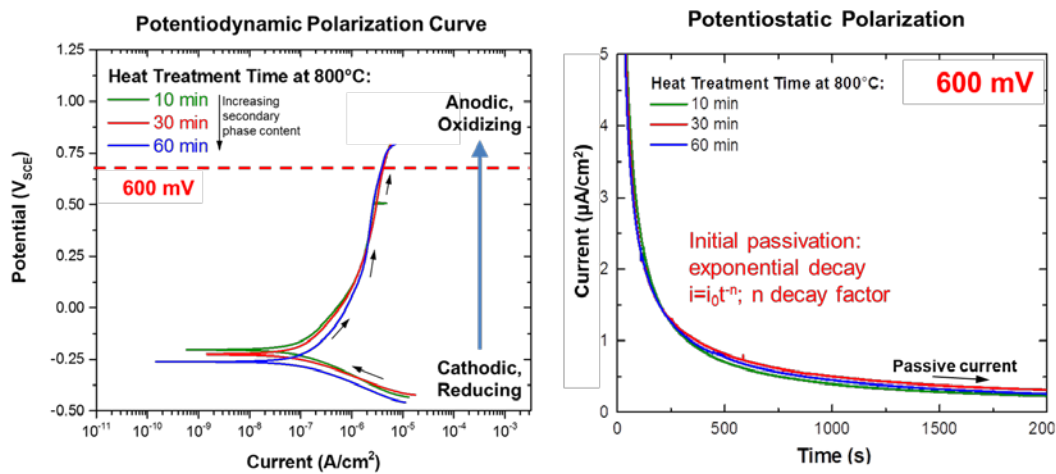 Potentiodynamic Polarization Curve
1.25
1.00
0.75
0.50
0.25
0.00
-0.25
-0.50
Potential (V_SCE)
Heat Treatment Time at 800°C:
10 min
30 min
60 min
Increasing
secondary
phase content
Anodic,
Oxidizing
600 mV
Cathodic,
Reducing
10⁻¹¹ 10⁻¹⁰ 10⁻⁹ 10⁻⁸ 10⁻⁷ 10⁻⁶ 10⁻⁵ 10⁻⁴ 10⁻³
Current (A/cm²)
Potentiostatic Polarization
5
4
3
2
1
0
Current (µA/cm²)
Heat Treatment Time at 800°C:
10 min
30 min
60 min
600 mV
Initial passivation:
exponential decay
i=i₀t⁻ⁿ; n decay factor
Passive current
0 500 1000 1500 2000
Time (s)